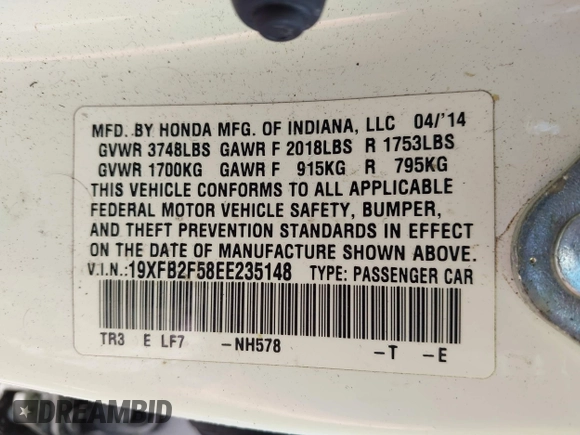 MFD. BY HONDA MFG. OF INDIANA, LLC 04/'14
GVWR 3748LBS GAWR F 2018LBS R 1753LBS
GVWR 1700KG GAWR F 915KG R 795KG
THIS VEHICLE CONFORMS TO ALL APPLICABLE
FEDERAL MOTOR VEHICLE SAFETY, BUMPER,
AND THEFT PREVENTION STANDARDS IN EFFECT
ON THE DATE OF MANUFACTURE SHOWN ABOVE.
V.I.N.:19XFB2F58EE235148 TYPE: PASSENGER CAR
TR3 E LF7 -NH578 -T -E
DREAMBID